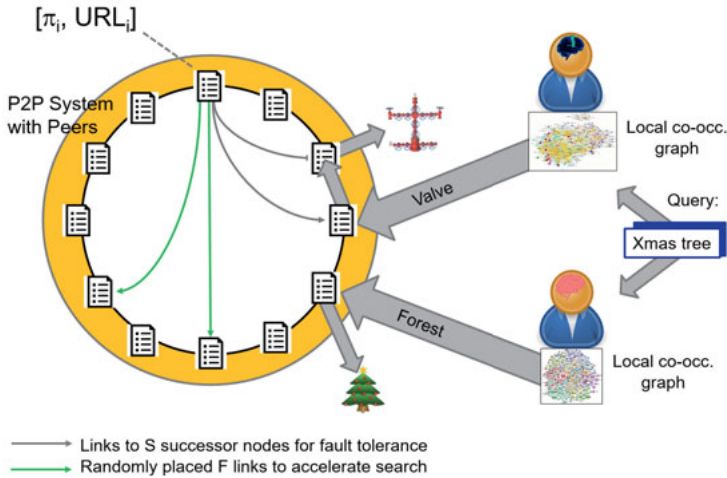 [πi, URLi]
P2P System
with Peers
Valve
Forest
Local co-occ.
graph
Query:
Xmas tree
Local co-occ.
graph
Links to S successor nodes for fault tolerance
Randomly placed F links to accelerate search